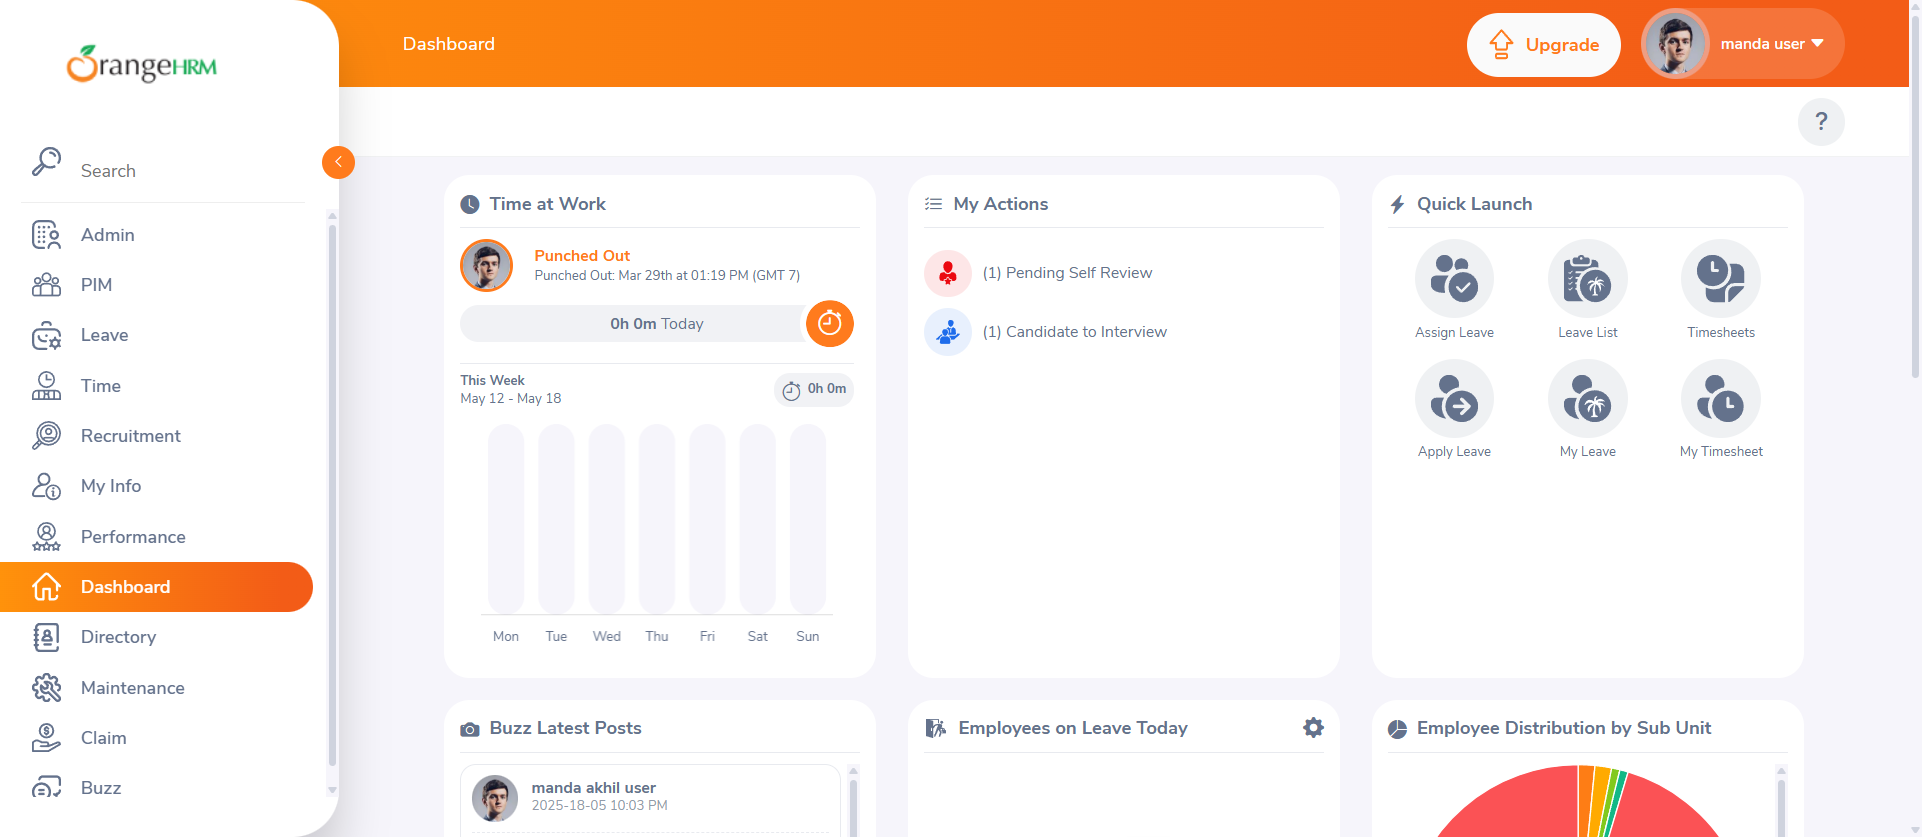 OrangeHRM
Dashboard
Upgrade
manda user
?
Search
Admin
PIM
Leave
Time
Recruitment
My Info
Performance
Dashboard
Directory
Maintenance
Claim
Buzz
Time at Work
Punched Out
Punched Out: Mar 29th at 01:19 PM (GMT 7)
0h 0m Today
This Week
May 12 - May 18
0h 0m
Mon Tue Wed Thu Fri Sat Sun
My Actions
(1) Pending Self Review
(1) Candidate to Interview
Quick Launch
Assign Leave
Leave List
Timesheets
Apply Leave
My Leave
My Timesheet
Buzz Latest Posts
manda akhil user
2025-18-05 10:03 PM
Employees on Leave Today
Employee Distribution by Sub Unit